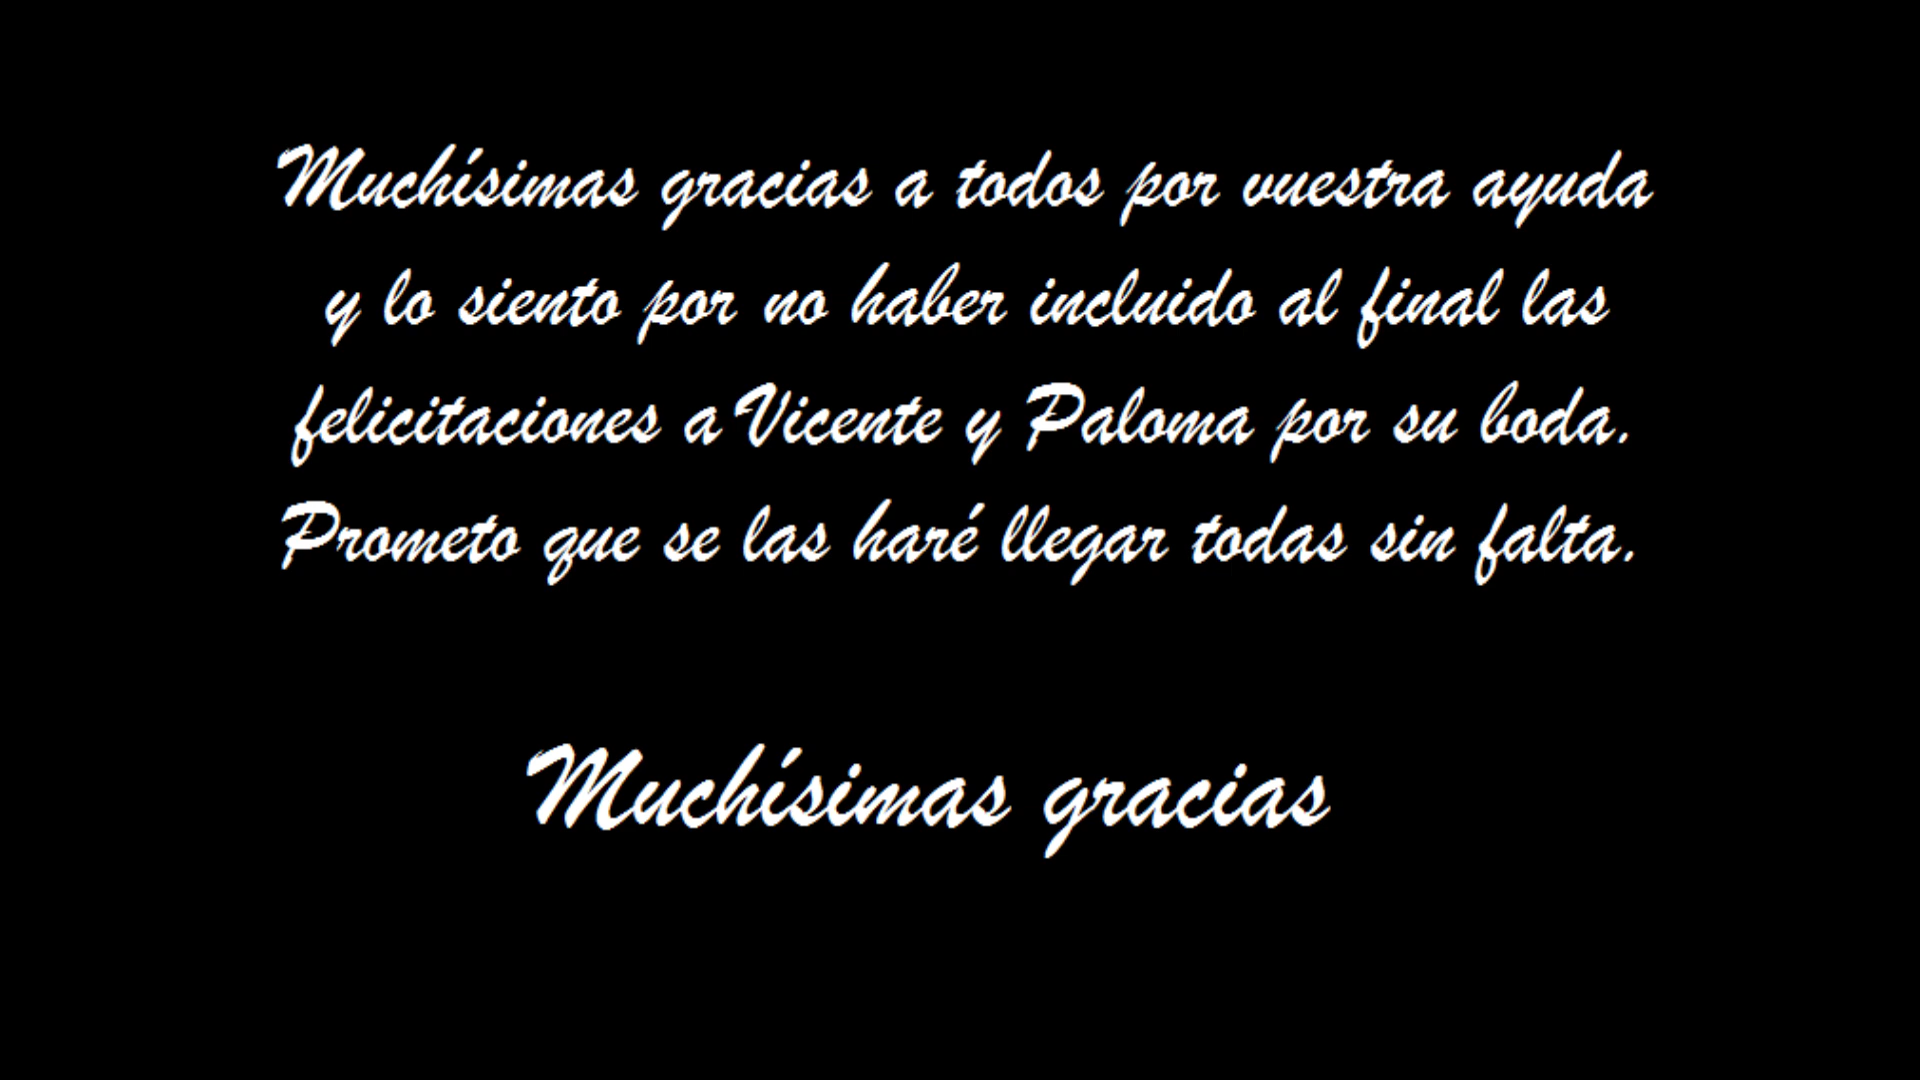 Muchísimas gracias a todos por vuestra ayuda
y lo siento por no haber incluido al final las
felicitaciones a Vicente y Paloma por su boda.
Prometo que se las haré llegar todas sin falta.
Muchísimas gracias